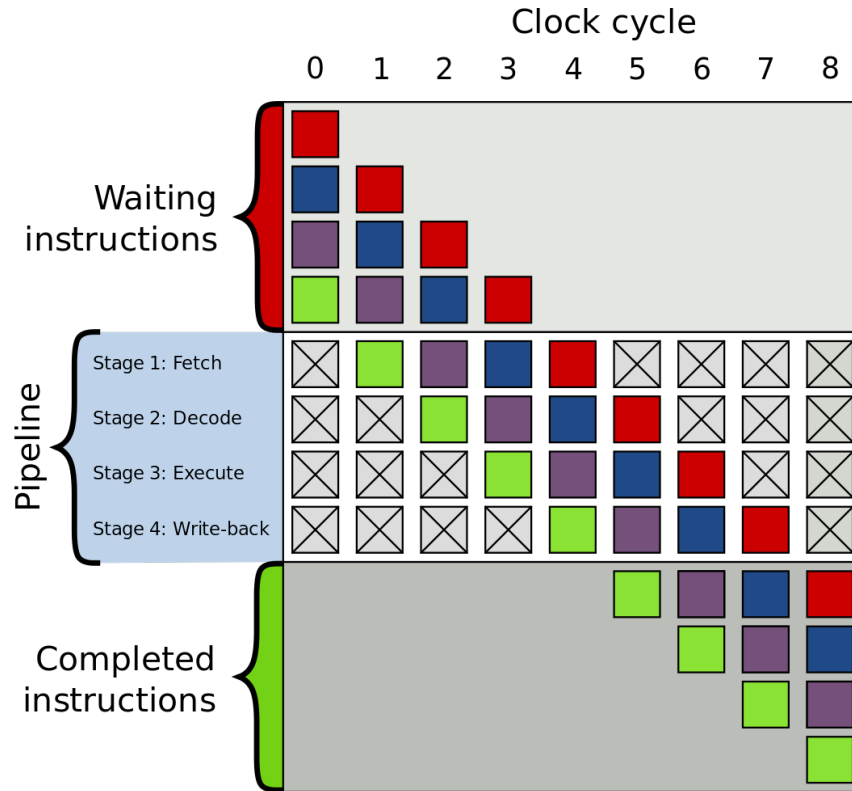 Clock cycle
0 1 2 3 4 5 6 7 8
Waiting
instructions
Pipeline
Stage 1: Fetch
Stage 2: Decode
Stage 3: Execute
Stage 4: Write-back
Completed
instructions